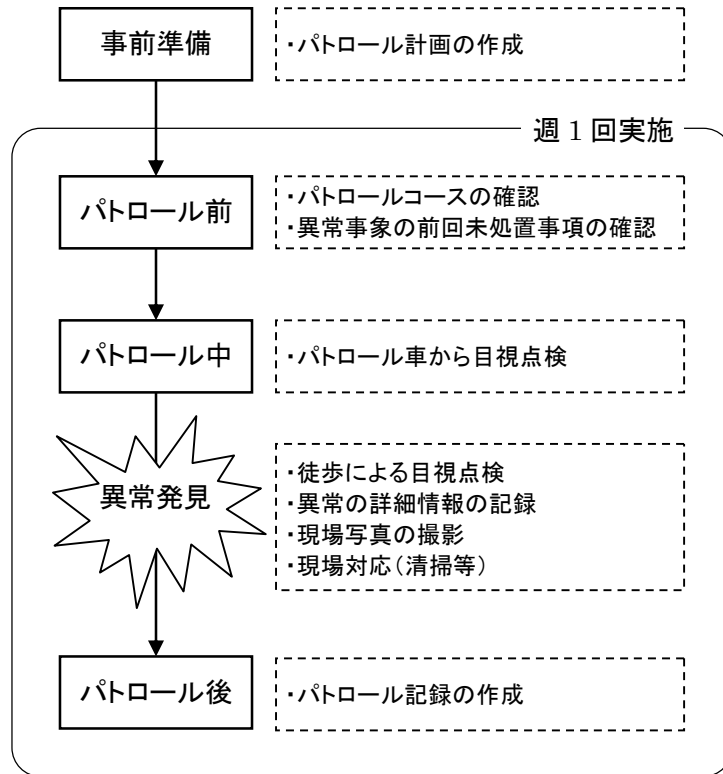 事前準備
・パトロール計画の作成
週1回実施
パトロール前
・パトロールコースの確認
・異常事象の前回未処置事項の確認
パトロール中
・パトロール車から目視点検
異常発見
・徒歩による目視点検
・異常の詳細情報の記録
・現場写真の撮影
・現場対応（清掃等）
パトロール後
・パトロール記録の作成